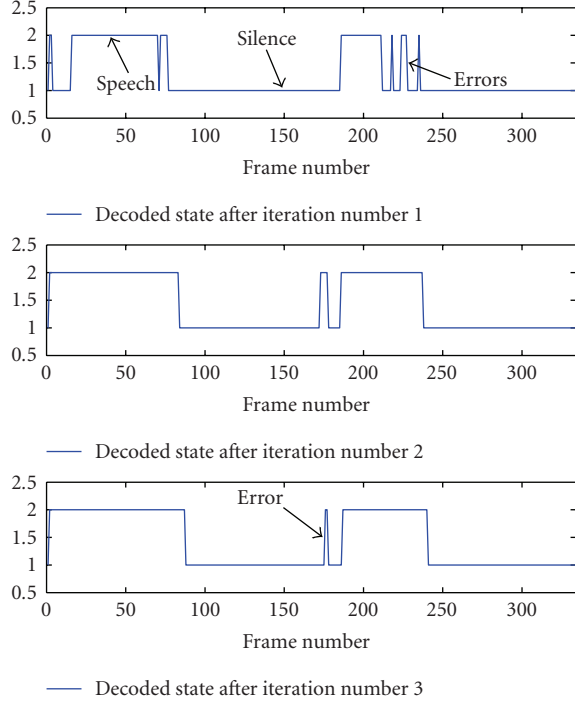 2.5
2
1.5
1
0.5
Speech
Silence
Errors
0 50 100 150 200 250 300
Frame number
Decoded state after iteration number 1
2.5
2
1.5
1
0.5
0 50 100 150 200 250 300
Frame number
Decoded state after iteration number 2
2.5
2
1.5
1
0.5
Error
0 50 100 150 200 250 300
Frame number
Decoded state after iteration number 3